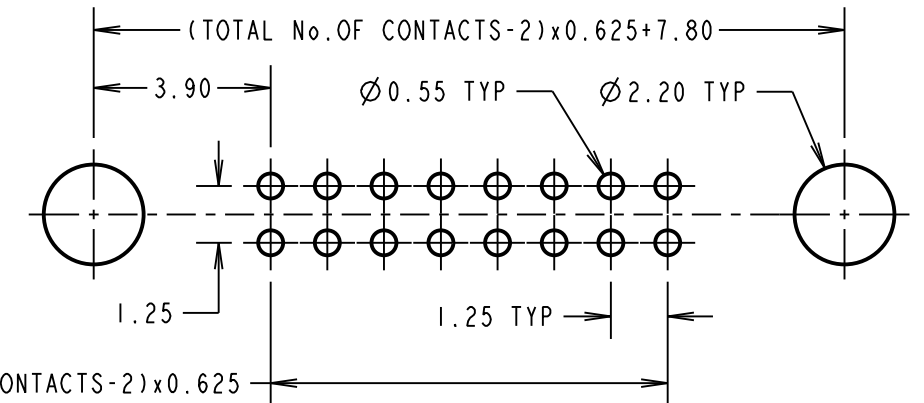 (TOTAL No.OF CONTACTS-2)x0.625+7.80
3.90
Ø0.55 TYP
Ø2.20 TYP
1.25
1.25 TYP
ONTACTS-2)x0.625